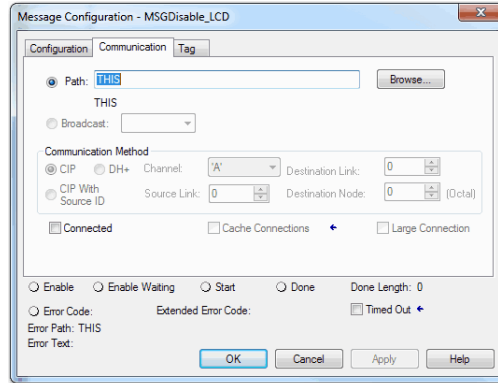 Message Configuration - MSGDisable_LCD
Configuration Communication Tag
Path: THIS Browse...
THIS
Broadcast:
Communication Method
CIP DH+ Channel: 'A' Destination Link: 0
CIP With Source ID Source Link: 0 Destination Node: 0 (Octal)
Connected Cache Connections Large Connection
Enable Enable Waiting Start Done Done Length: 0
Error Code: Extended Error Code: Timed Out
Error Path: THIS
Error Text:
OK Cancel Apply Help